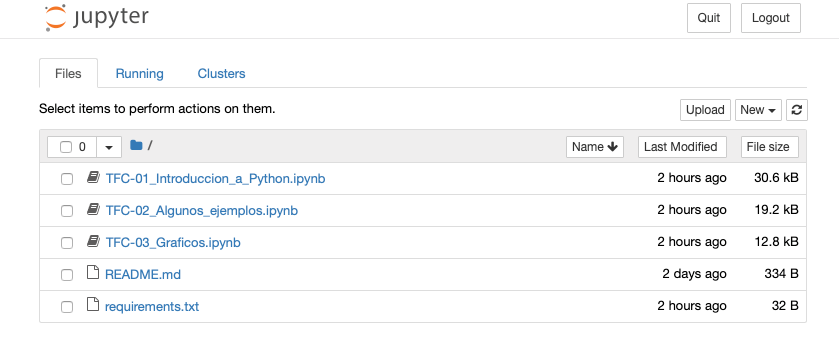 jupyter Quit Logout
Files Running Clusters
Select items to perform actions on them. Upload New
0 / Name Last Modified File size
TFC-01_Introduccion_a_Python.ipynb 2 hours ago 30.6 kB
TFC-02_Algunos_ejemplos.ipynb 2 hours ago 19.2 kB
TFC-03_Graficos.ipynb 2 hours ago 12.8 kB
README.md 2 days ago 334 B
requirements.txt 2 hours ago 32 B